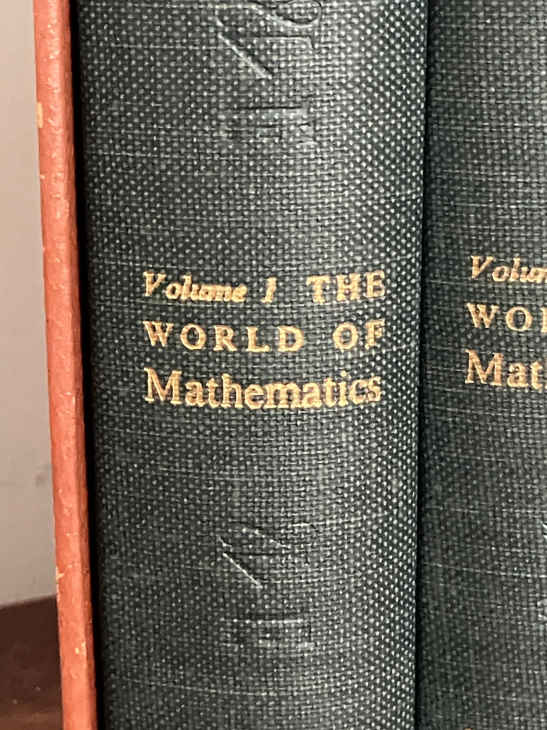 Volume I THE
WORLD OF
Mathematics